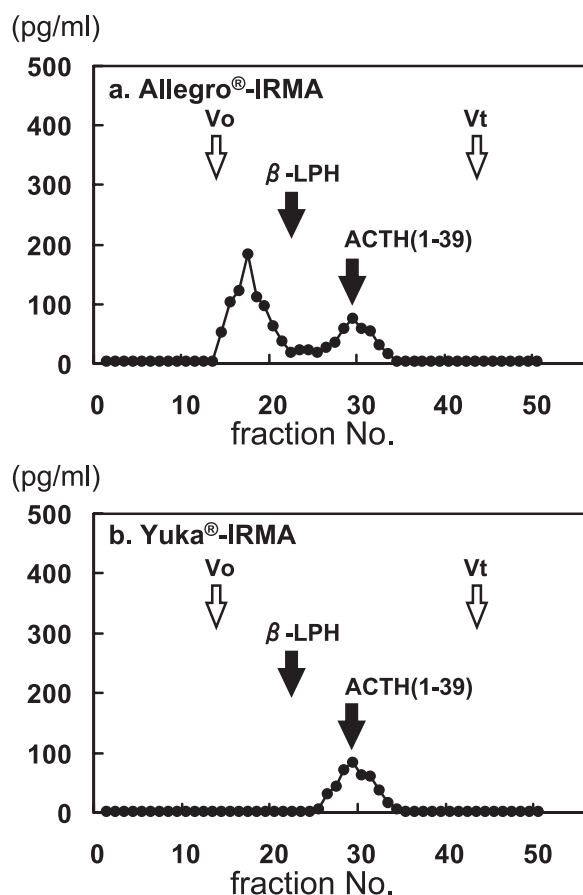 (pg/ml)
500
a. Allegro®-IRMA
400
Vo
Vt
300
β-LPH
200
ACTH(1-39)
100
0
0 10 20 30 40 50
fraction No.
(pg/ml)
500
b. Yuka®-IRMA
400
Vo
Vt
300
β-LPH
200
ACTH(1-39)
100
0
0 10 20 30 40 50
fraction No.